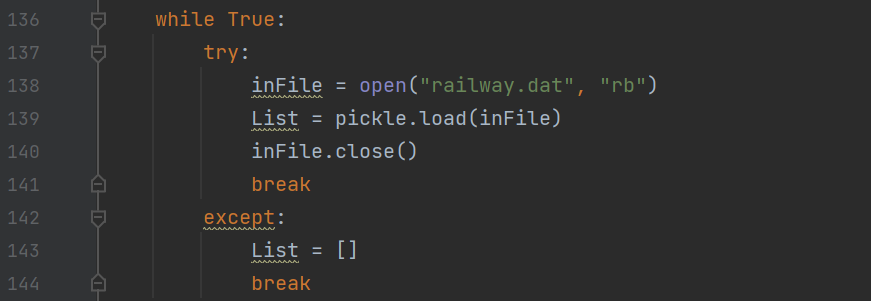 136 while True:
137 try:
138 inFile = open("railway.dat", "rb")
139 List = pickle.load(inFile)
140 inFile.close()
141 break
142 except:
143 List = []
144 break